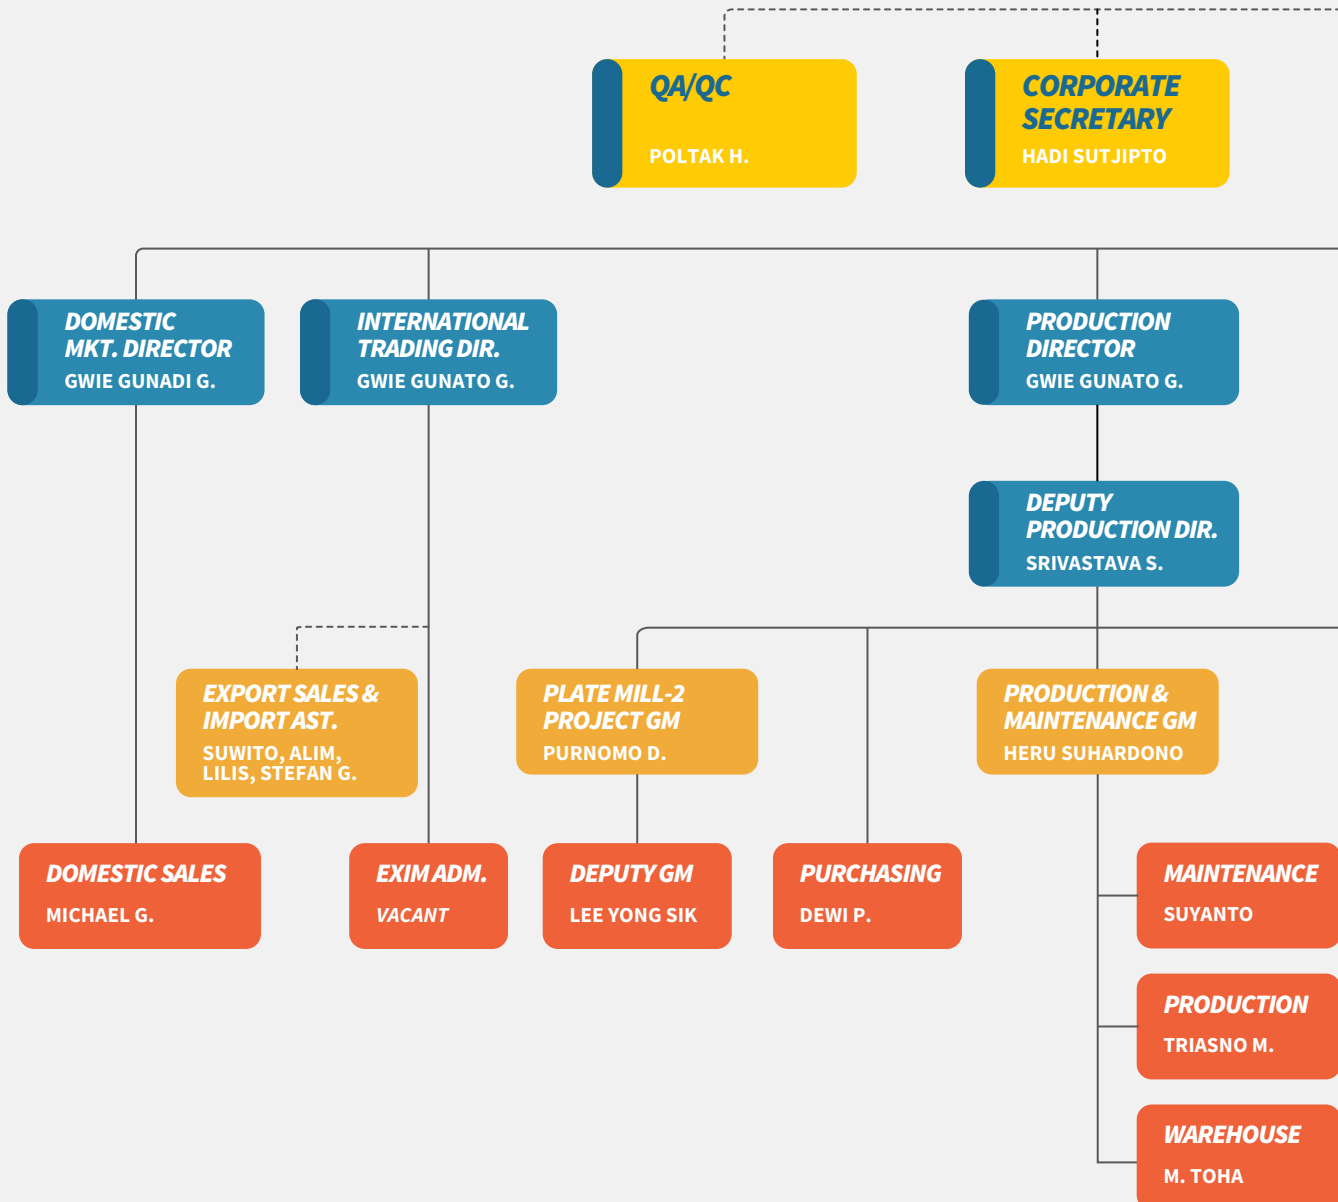 QA/QC
POLTAK H.
CORPORATE
SECRETARY
HADI SUTJIPTO
DOMESTIC
MKT. DIRECTOR
GWIE GUNADI G.
INTERNATIONAL
TRADING DIR.
GWIE GUNATO G.
PRODUCTION
DIRECTOR
GWIE GUNATO G.
DEPUTY
PRODUCTION DIR.
SRIVASTAVA S.
EXPORT SALES &
IMPORT AST.
SUWITO, ALIM,
LILIS, STEFAN G.
PLATE MILL-2
PROJECT GM
PURNOMO D.
PRODUCTION &
MAINTENANCE GM
HERU SUHARDONO
DOMESTIC SALES
MICHAEL G.
EXIM ADM.
VACANT
DEPUTY GM
LEE YONG SIK
PURCHASING
DEWI P.
MAINTENANCE
SUYANTO
PRODUCTION
TRIASNO M.
WAREHOUSE
M. TOHA